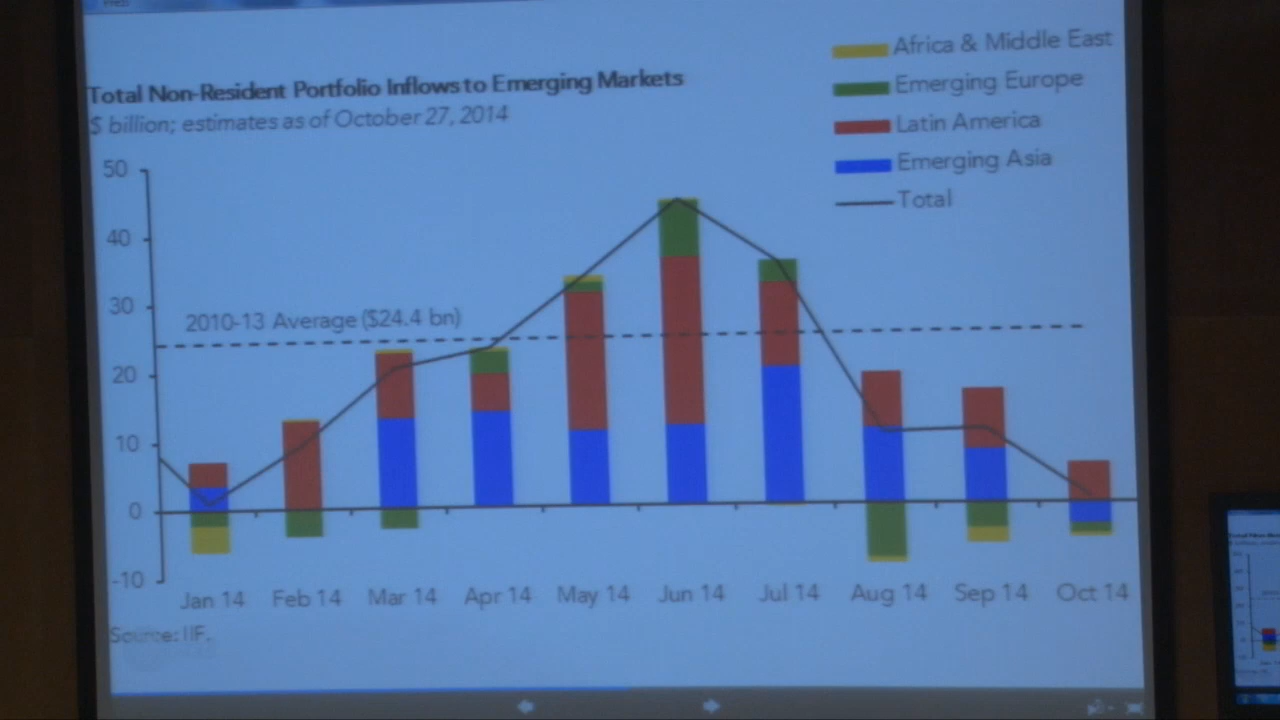 Total Non-Resident Portfolio Inflows to Emerging Markets
$ billion; estimates as of October 27, 2014
Africa & Middle East
Emerging Europe
Latin America
Emerging Asia
Total
50
40
30
20
10
0
-10
2010-13 Average ($24.4 bn)
Jan 14 Feb 14 Mar 14 Apr 14 May 14 Jun 14 Jul 14 Aug 14 Sep 14 Oct 14
Source: IIF.